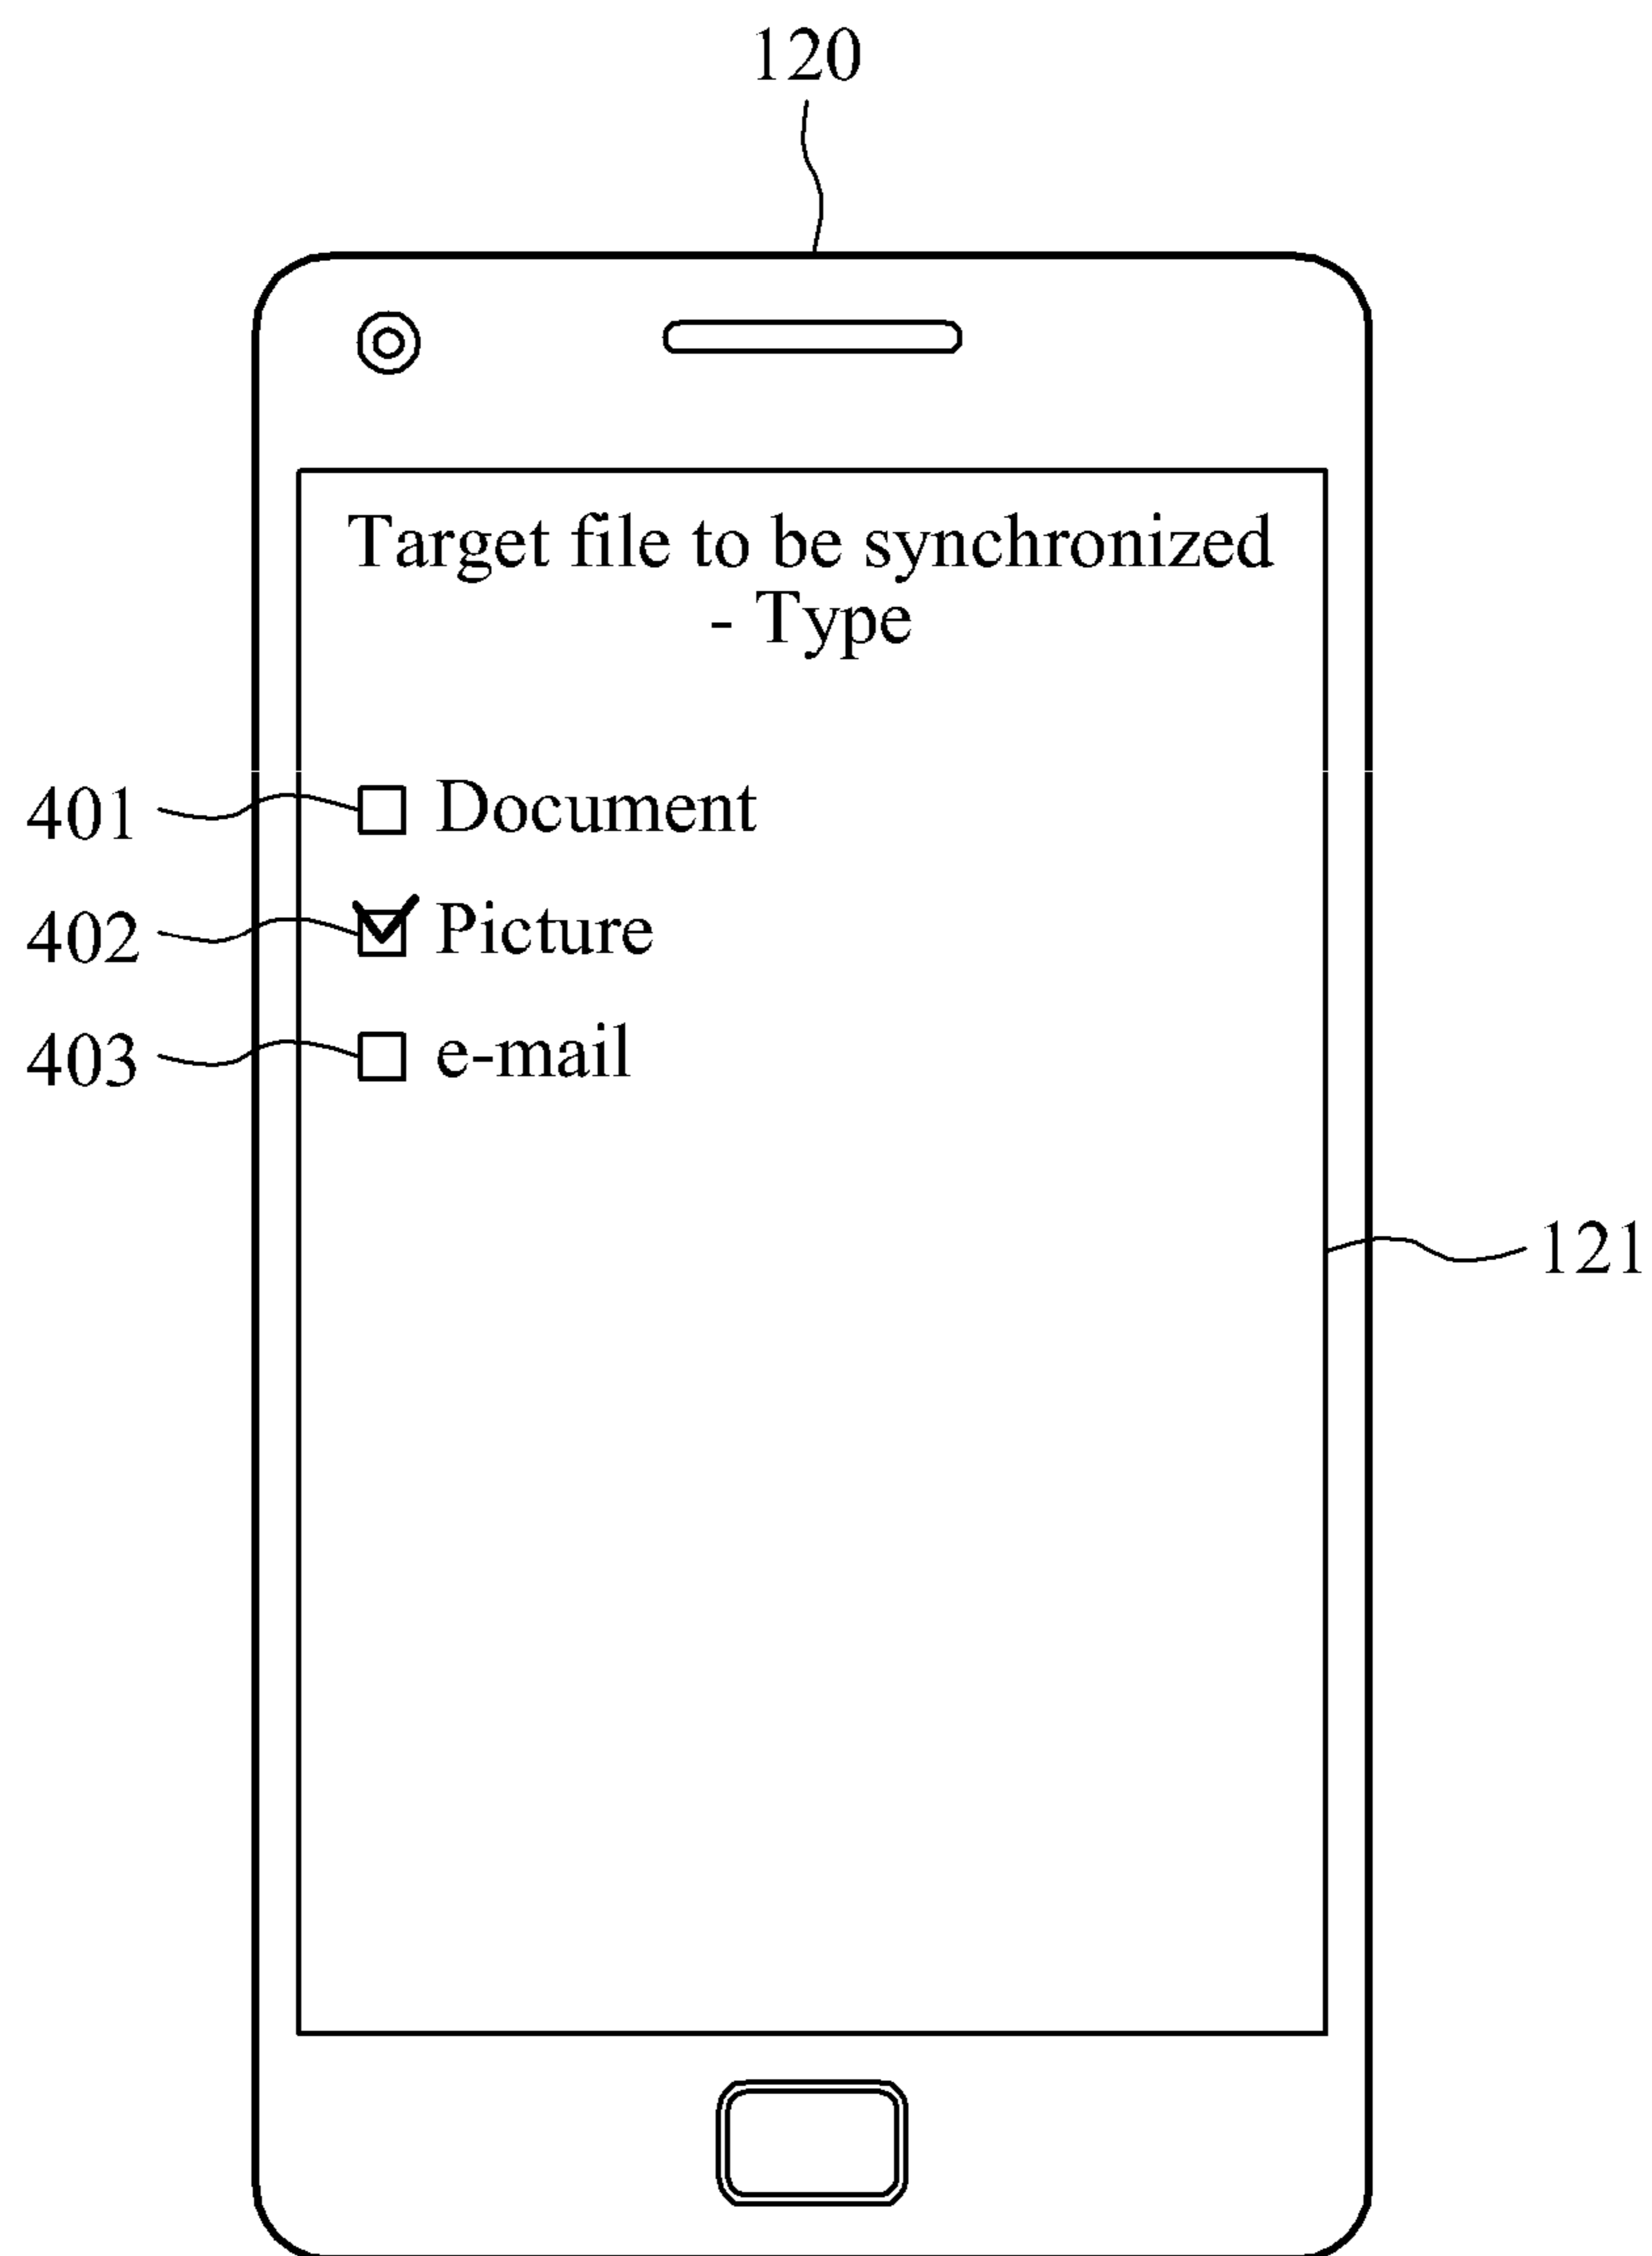 120
Target file to be synchronized
- Type
401 Document
402 Picture
403 e-mail
121